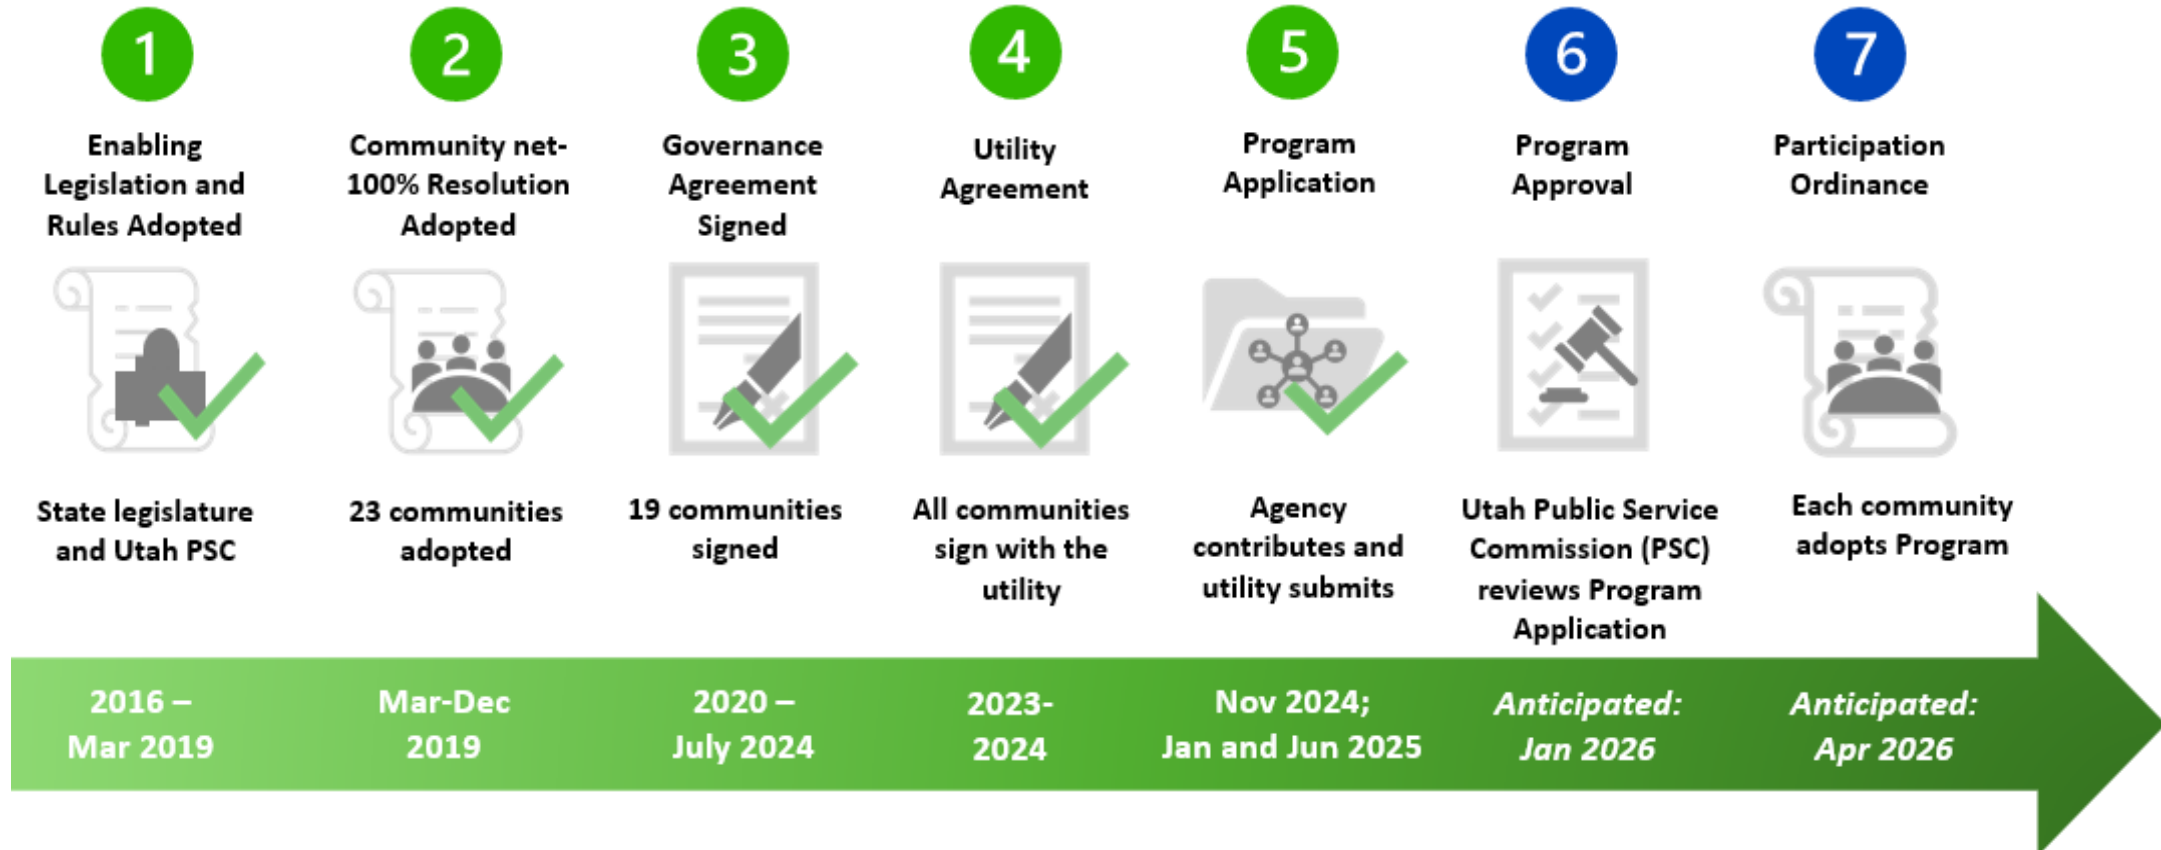 1
Enabling
Legislation and
Rules Adopted
State legislature
and Utah PSC
2016 –
Mar 2019
2
Community net-
100% Resolution
Adopted
23 communities
adopted
Mar-Dec
2019
3
Governance
Agreement
Signed
19 communities
signed
2020 –
July 2024
4
Utility
Agreement
All communities
sign with the
utility
2023-
2024
5
Program
Application
Agency
contributes and
utility submits
Nov 2024;
Jan and Jun 2025
6
Program
Approval
Utah Public Service
Commission (PSC)
reviews Program
Application
Anticipated:
Jan 2026
7
Participation
Ordinance
Each community
adopts Program
Anticipated:
Apr 2026